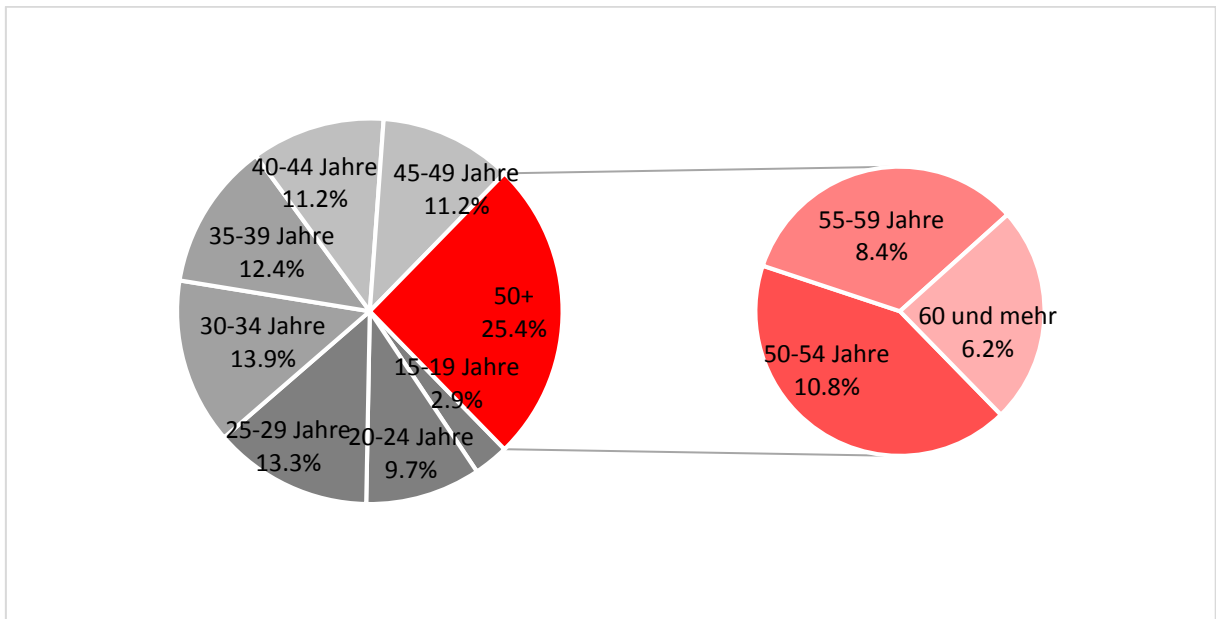 40-44 Jahre
11.2%
45-49 Jahre
11.2%
35-39 Jahre
12.4%
50+
25.4%
30-34 Jahre
13.9%
15-19 Jahre
2.9%
25-29 Jahre
13.3%
20-24 Jahre
9.7%
55-59 Jahre
8.4%
60 und mehr
6.2%
50-54 Jahre
10.8%